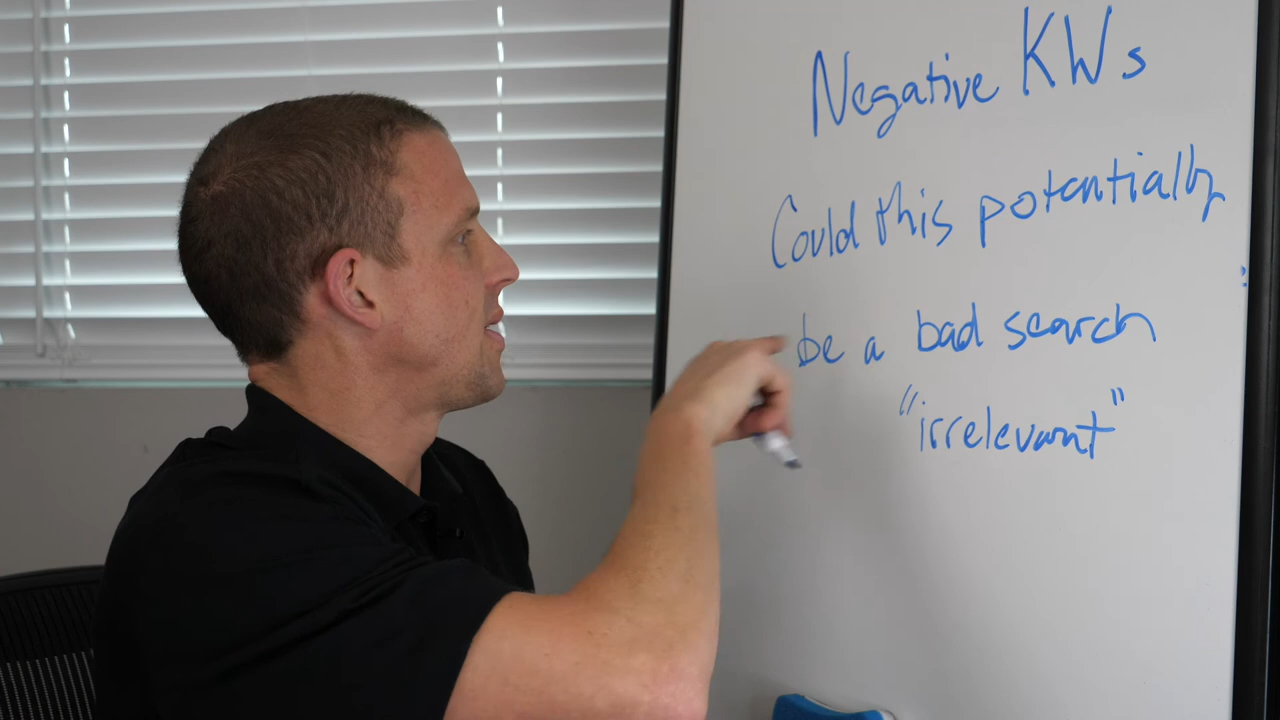 Negative KWs
Could this potentially
be a bad search
"irrelevant"